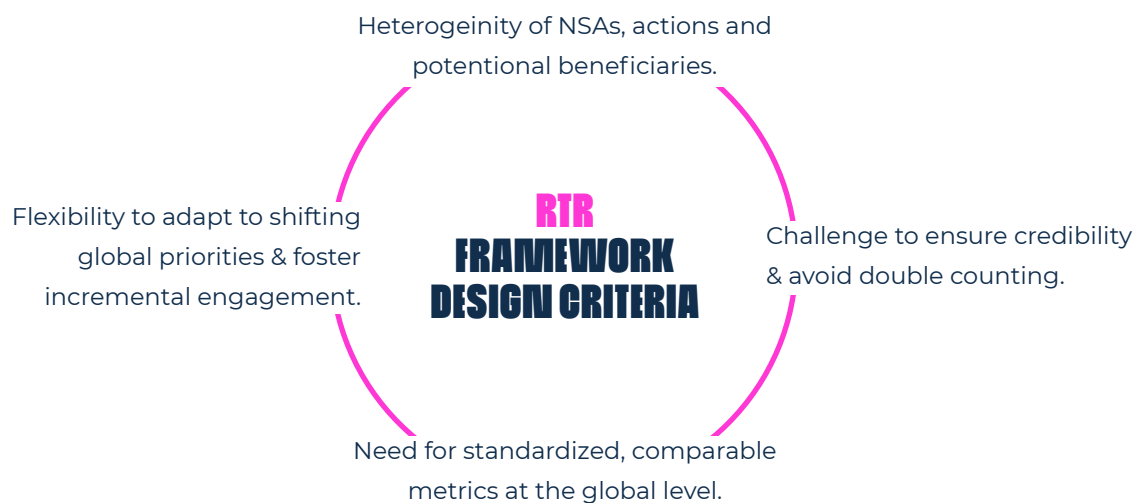 Heterogeinity of NSAs, actions and
potentional beneficiaries.
Flexibility to adapt to shifting
global priorities & foster
incremental engagement.
RTR
FRAMEWORK
DESIGN CRITERIA
Challenge to ensure credibility
& avoid double counting.
Need for standardized, comparable
metrics at the global level.